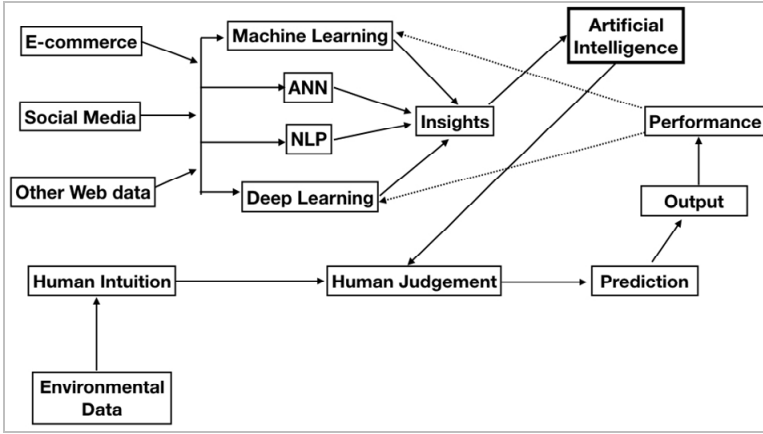 E-commerce
Machine Learning
Artificial
Intelligence
ANN
Social Media
Insights
Performance
NLP
Other Web data
Deep Learning
Output
Human Intuition
Human Judgement
Prediction
Environmental
Data